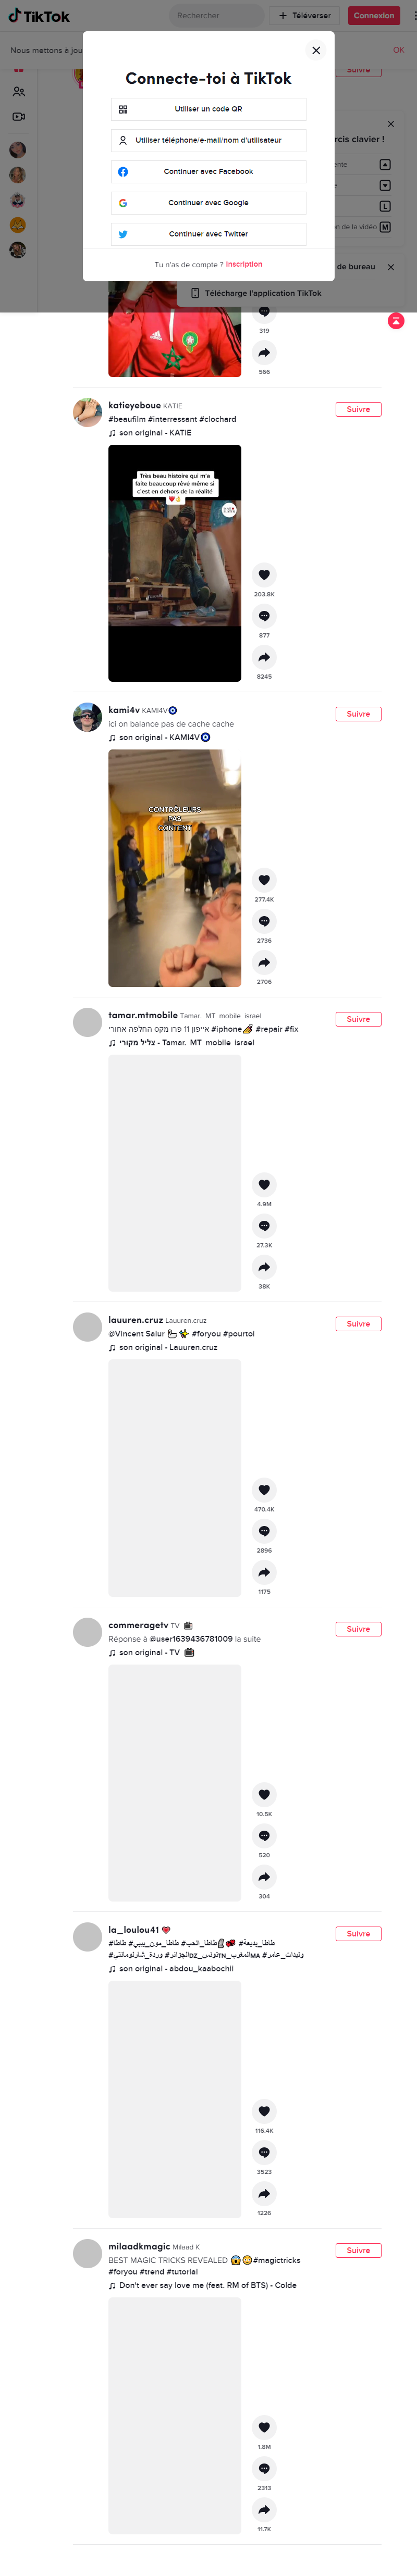 TikTok
Rechercher
Téléverser
Connexion
Nous mettons à jou
OK
Connecte-toi à TikTok
Utiliser un code QR
Utiliser téléphone/e-mail/nom d'utilisateur
Continuer avec Facebook
Continuer avec Google
Continuer avec Twitter
Tu n'as de compte ? Inscription
Suivre
rcis clavier !
ente
L
n de la vidéo
M
de bureau
Télécharge l'application TikTok
319
566
katieyeboue KATIE
Suivre
#beaufilm #interressant #clochard
son original - KATIE
Très beau histoire qui m'a
faite beaucoup rêvé même si
c'est en dehors de la réalité
203.8K
877
8245
kami4v KAMI4V🧿
Suivre
ici on balance pas de cache cache
son original - KAMI4V🧿
CONTROLEURS
PAS
CONTENT
277.4K
2736
2706
tamar.mtmobile Tamar. MT mobile israel
Suivre
אייפון 11 פרו מקס החלפה אחורי #iphone #repair #fix
צליל מקורי - Tamar. MT mobile israel
4.9M
27.3K
38K
lauuren.cruz Lauuren.cruz
Suivre
@Vincent Salur #foryou #pourtoi
son original - Lauuren.cruz
470.4K
2896
1175
commeragetv TV
Suivre
Réponse à @user1639436781009 la suite
son original - TV
10.5K
520
304
la_loulou41
Suivre
#طاطا_بديعة #طاطا_الحب #طاطا_مون_بيبي #طاطا
son original - abdou_kaabochii
116.4K
3523
1226
milaadkmagic Milaad K
Suivre
BEST MAGIC TRICKS REVEALED 😱😳#magictricks
#foryou #trend #tutorial
Don't ever say love me (feat. RM of BTS) - Colde
1.8M
2313
11.7K